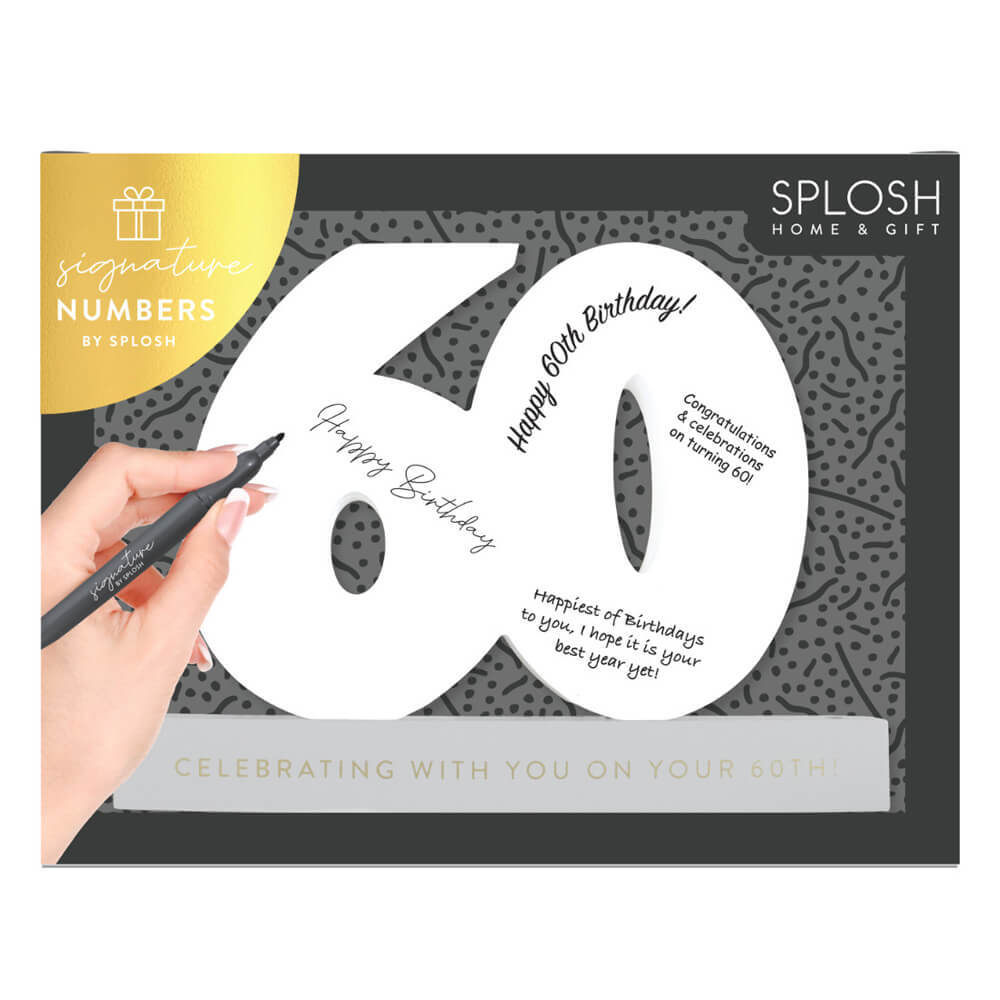 signature
NUMBERS
BY SPLOSH
SPLOSH
HOME & GIFT
Happy 60th Birthday!
Congratulations
& celebrations
on turning 60!
60
Happy Birthday
signature
BY SPLOSH
Happiest of Birthdays
to you, I hope it is your
best year yet!
CELEBRATING WITH YOU ON YOUR 60TH!